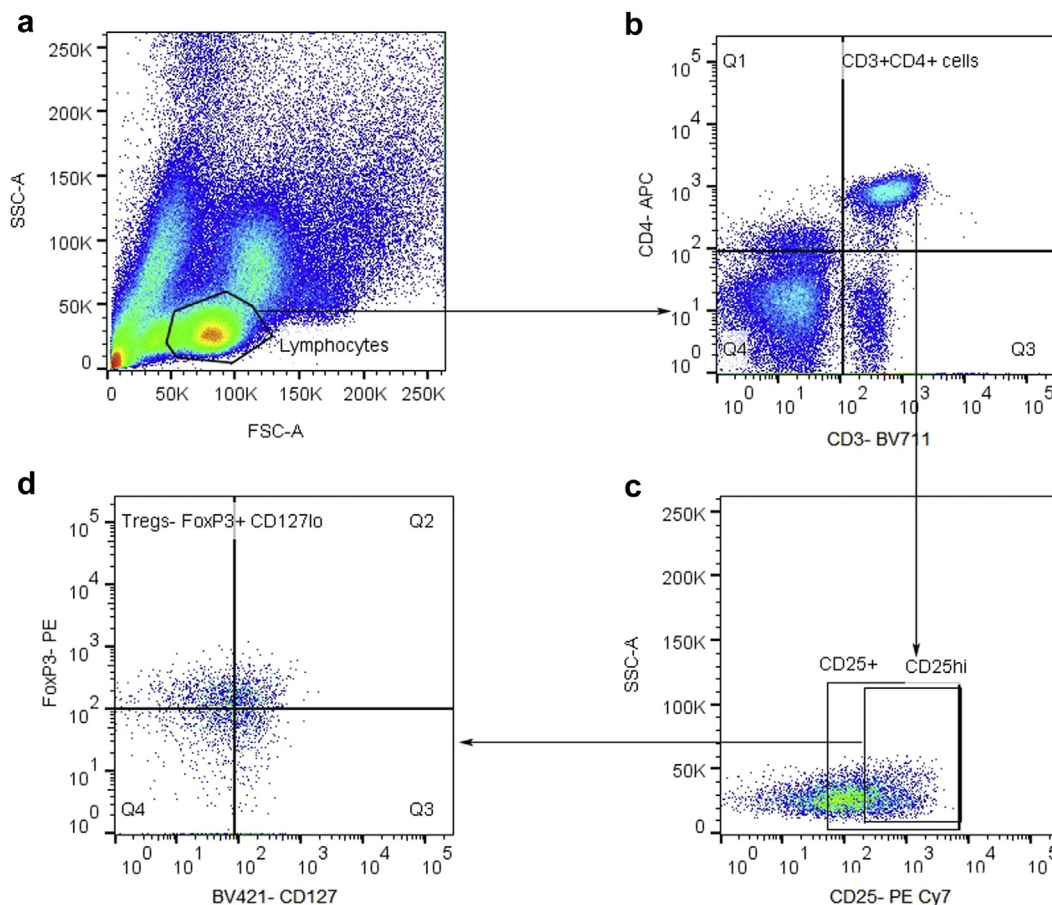 a
250K
200K
150K
100K
50K
0
SSC-A
Lymphocytes
0 50K 100K 150K 200K 250K
FSC-A
b
Q1 CD3+CD4+ cells
10^5
10^4
10^3
10^2
10^1
10^0
CD4- APC
Q4 Q3
10^0 10^1 10^2 10^3 10^4 10^5
CD3- BV711
c
250K
200K
150K
100K
50K
0
SSC-A
CD25+ CD25hi
10^0 10^1 10^2 10^3 10^4 10^5
CD25- PE Cy7
d
Tregs- FoxP3+ CD127lo Q2
10^5
10^4
10^3
10^2
10^1
10^0
FoxP3- PE
Q4 Q3
10^0 10^1 10^2 10^3 10^4 10^5
BV421- CD127